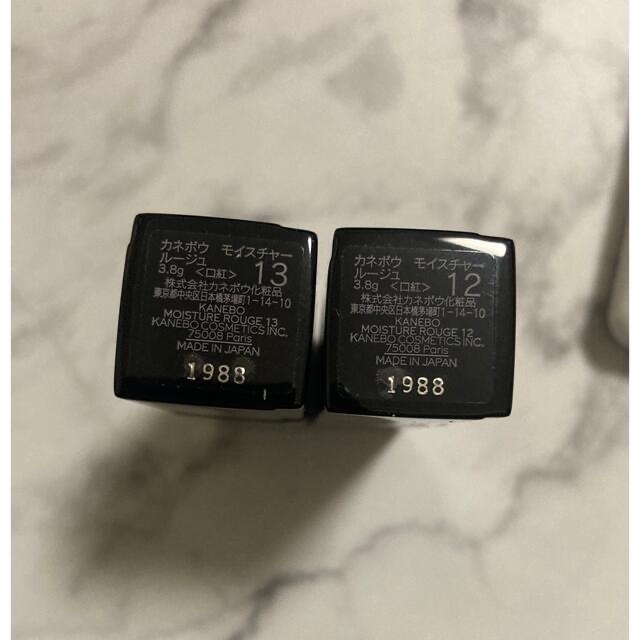 カネボウ モイスチャー
ルージュ
3.8g <口紅> 13
株式会社カネボウ化粧品
東京都中央区日本橋茅場町1-14-10
KANEBO
MOISTURE ROUGE 13
KANEBO COSMETICS INC.
75008 Paris
MADE IN JAPAN
1988
カネボウ モイスチャー
ルージュ
3.8g <口紅> 12
株式会社カネボウ化粧品
東京都中央区日本橋茅場町1-14-10
KANEBO
MOISTURE ROUGE 12
KANEBO COSMETICS INC.
75008 Paris
MADE IN JAPAN
1988